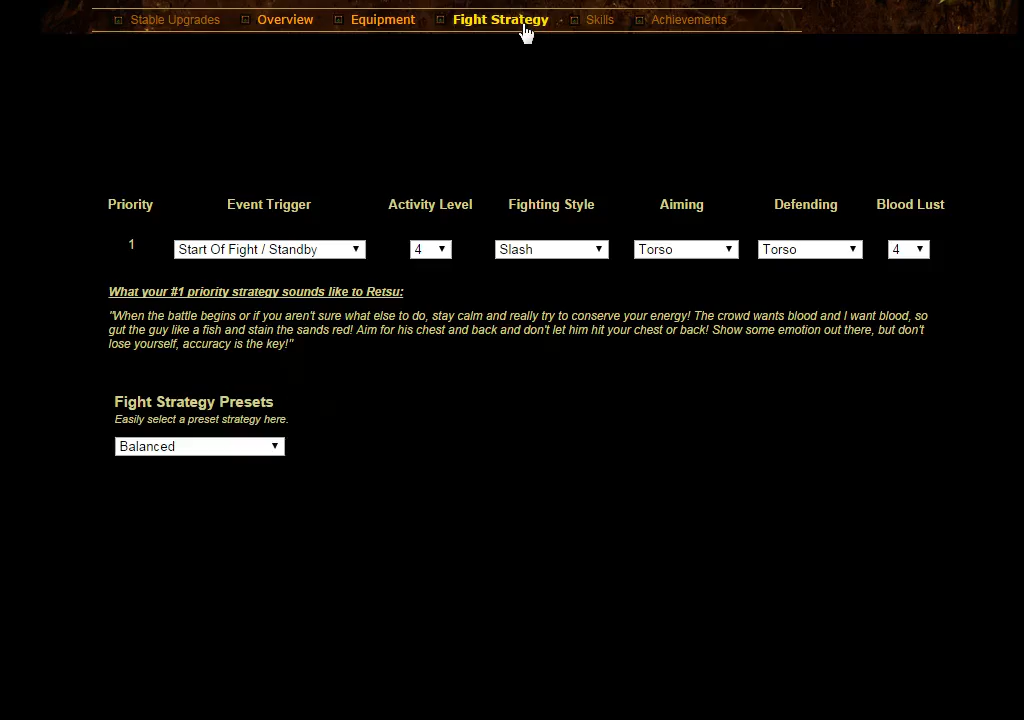 Stable Upgrades Overview Equipment Fight Strategy Skills Achievements
Priority Event Trigger Activity Level Fighting Style Aiming Defending Blood Lust
1 Start Of Fight / Standby 4 Slash Torso Torso 4
What your #1 priority strategy sounds like to Retsu:
"When the battle begins or if you aren't sure what else to do, stay calm and really try to conserve your energy! The crowd wants blood and I want blood, so
gut the guy like a fish and stain the sands red! Aim for his chest and back and don't let him hit your chest or back! Show some emotion out there, but don't
lose yourself, accuracy is the key!"
Fight Strategy Presets
Easily select a preset strategy here.
Balanced